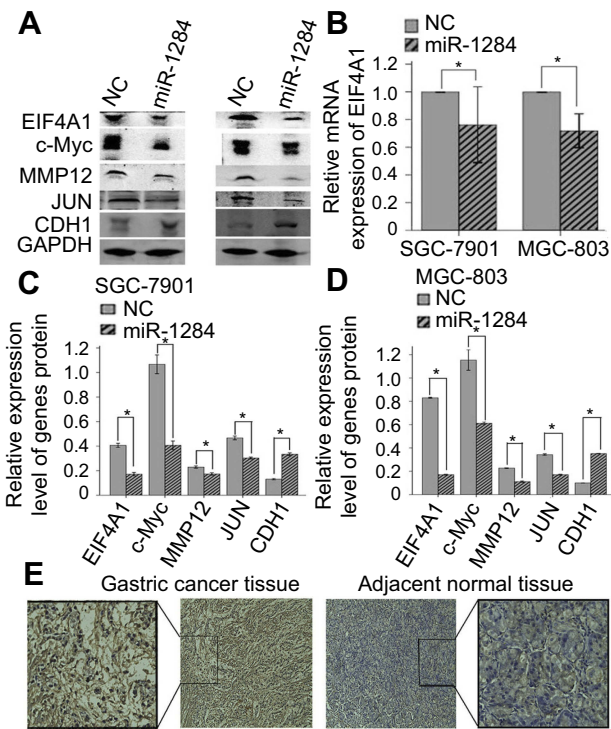 A
NC
miR-1284
NC
miR-1284
EIF4A1
c-Myc
MMP12
JUN
CDH1
GAPDH
B
NC
miR-1284
Rletive mRNA
expression of EIF4A1
1.2
1.0
0.8
0.6
0.4
0.2
0
*
*
SGC-7901
MGC-803
C
SGC-7901
NC
miR-1284
Relative expression
level of genes protein
1.2
1.0
0.8
0.6
0.4
0.2
0
*
*
*
*
*
EIF4A1
c-Myc
MMP12
JUN
CDH1
D
MGC-803
NC
miR-1284
Relative expression
level of genes protein
1.2
1.0
0.8
0.6
0.4
0.2
0
*
*
*
*
*
EIF4A1
c-Myc
MMP12
JUN
CDH1
E
Gastric cancer tissue
Adjacent normal tissue